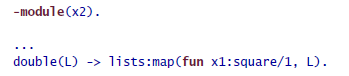 -module(x2).
...
double(L) -> lists:map(fun x1:square/1, L).